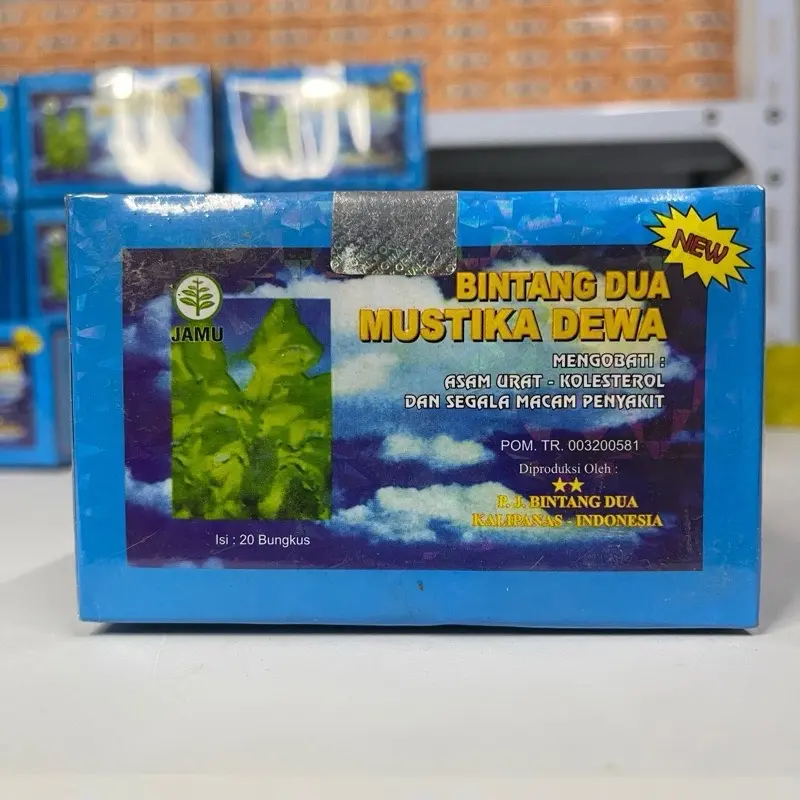 NEW
BINTANG DUA
MUSTIKA DEWA
JAMU
MENGOBATI :
ASAM URAT - KOLESTEROL
DAN SEGALA MACAM PENYAKIT
POM. TR. 003200581
Diproduksi Oleh :
P. J. BINTANG DUA
KALIPANAS - INDONESIA
Isi : 20 Bungkus